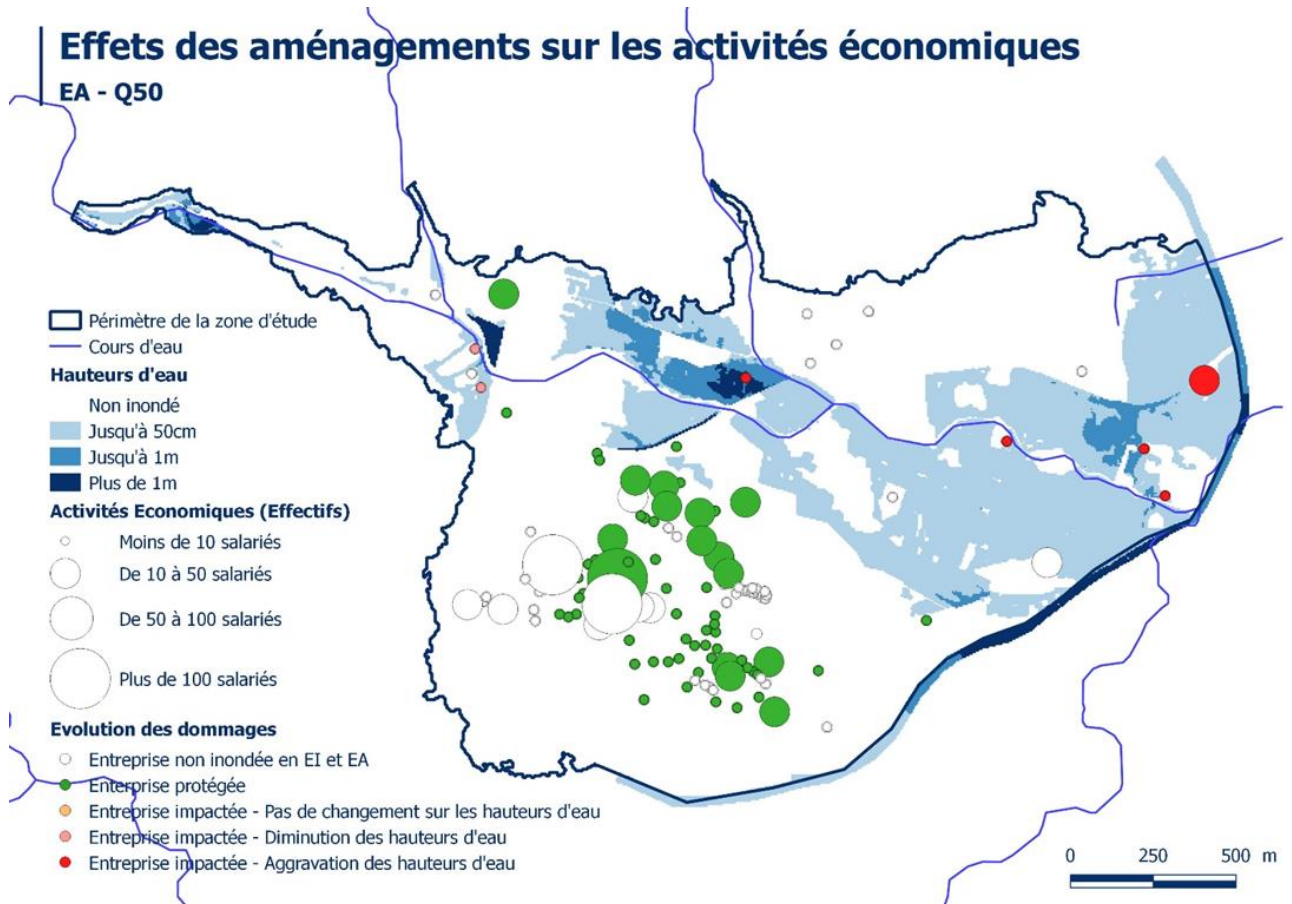 Effets des aménagements sur les activités économiques
EA - Q50
Périmètre de la zone d'étude
Cours d'eau
Hauteurs d'eau
Non inondé
Jusqu'à 50cm
Jusqu'à 1m
Plus de 1m
Activités Economiques (Effectifs)
Moins de 10 salariés
De 10 à 50 salariés
De 50 à 100 salariés
Plus de 100 salariés
Evolution des dommages
Entreprise non inondée en EI et EA
Enterprise protégée
Entreprise impactée - Pas de changement sur les hauteurs d'eau
Entreprise impactée - Diminution des hauteurs d'eau
Entreprise impactée - Aggravation des hauteurs d'eau
0 250 500 m